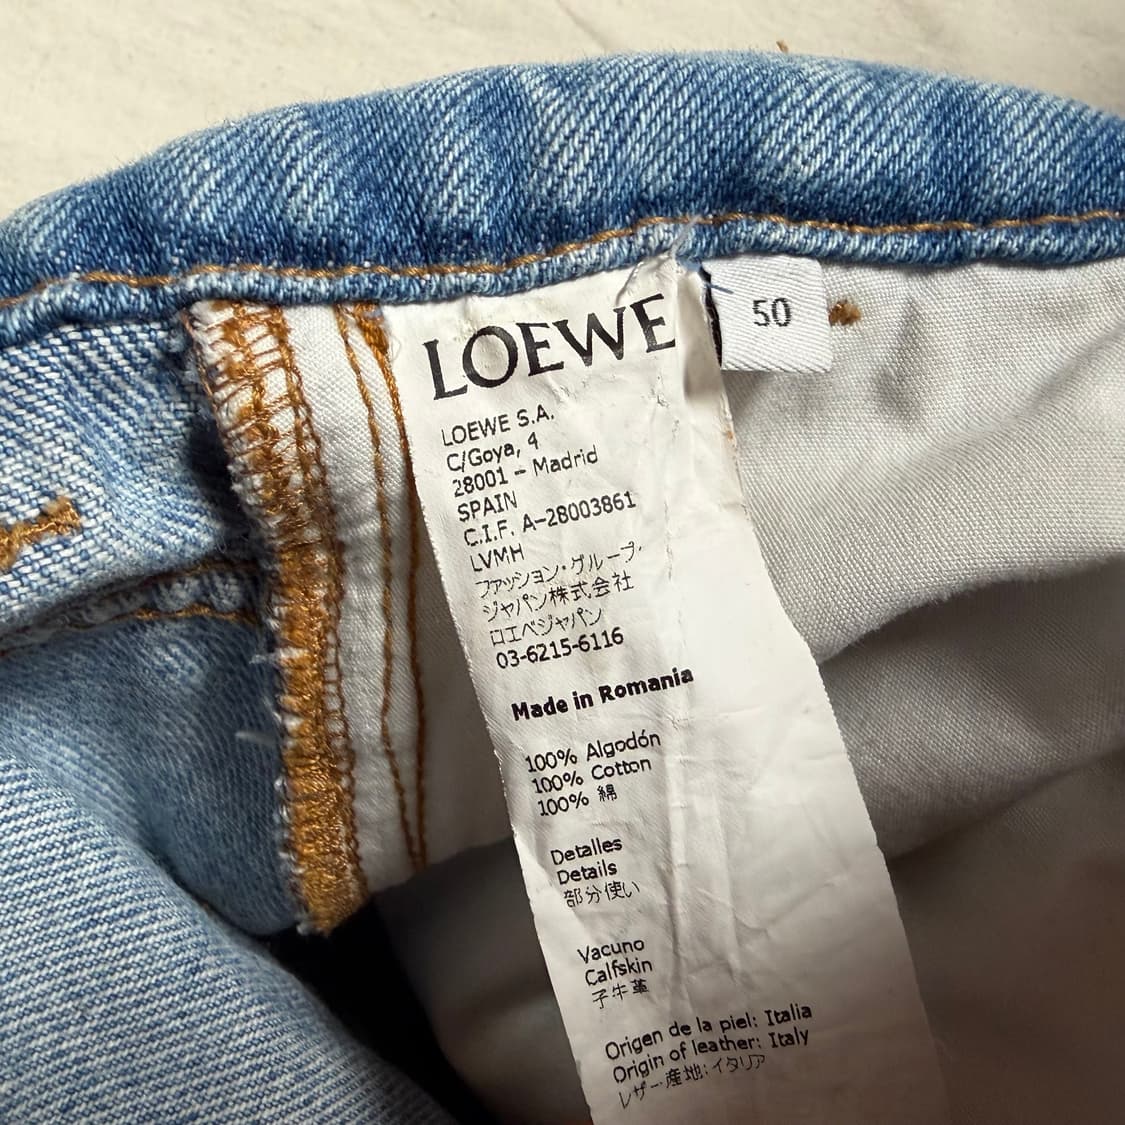 LOEWE
50
LOEWE S.A.
C/Goya, 4
28001 - Madrid
SPAIN
C.I.F. A-28003861
LVMH
ファッション・グループ・
ジャパン株式会社
ロエベジャパン
03-6215-6116
Made in Romania
100% Algodón
100% Cotton
100% 綿
Detalles
Details
部分使い
Vacuno
Calfskin
子牛革
Origen de la piel: Italia
Origin of leather: Italy
レザー産地:イタリア